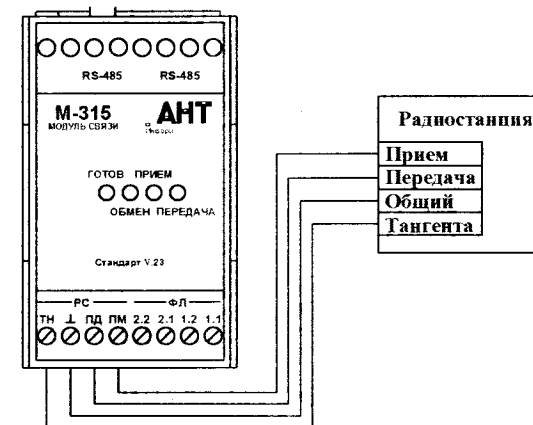 RS-485 RS-485
М-315 АНТ
МОДУЛЬ СВЯЗИ
ГОТОВ ПРИЕМ
ОБМЕН ПЕРЕДАЧА
Стандарт V.23
РС ФЛ
ТН ⊥ ПД ПМ 2.2 2.1 1.2 1.1
Радиостанция
Прием
Передача
Общий
Тангента